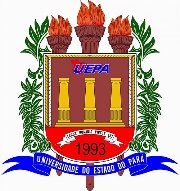 UEPA
1993
UNIVERSIDADE DO ESTADO DO PARÁ